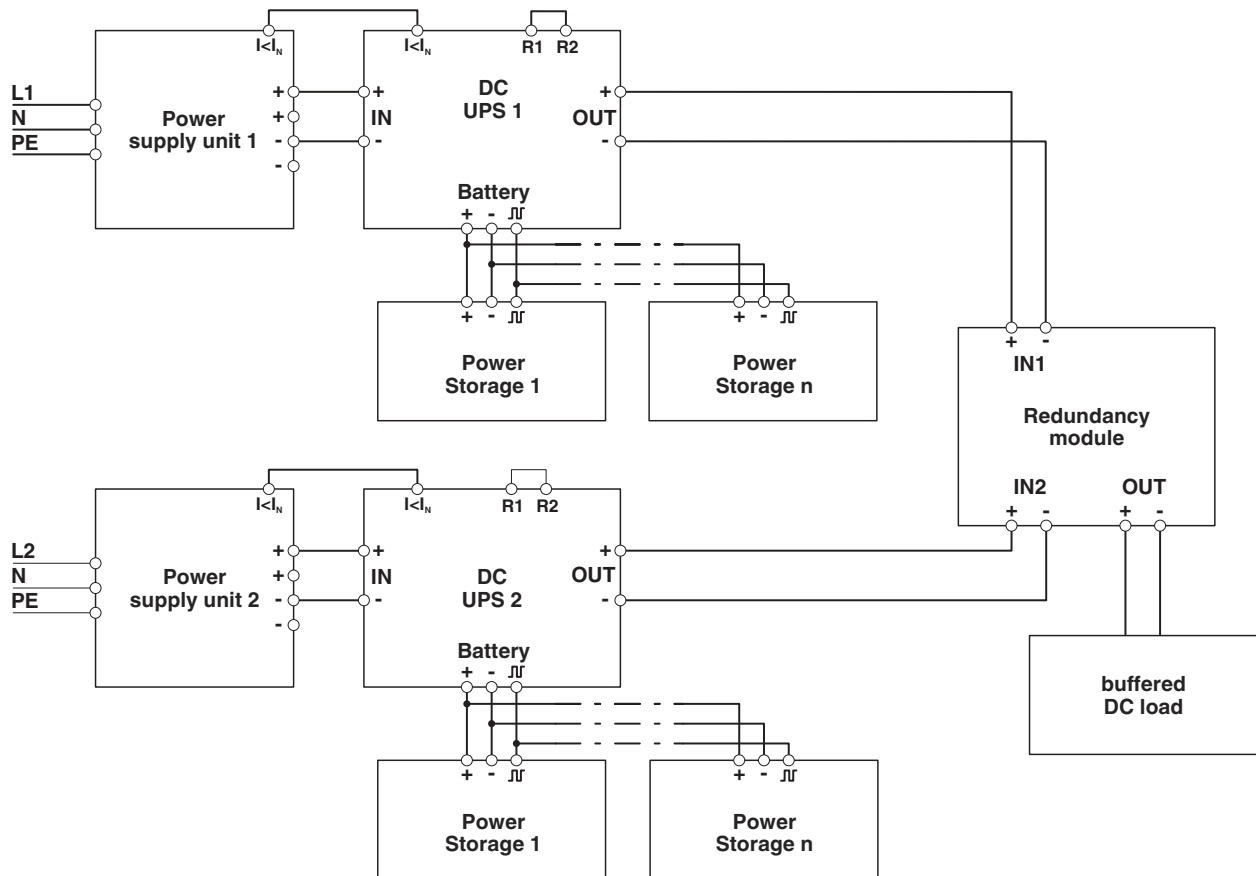 I<IN
I<IN
R1 R2
L1
N
PE
Power
supply unit 1
+
+
-
-
+
IN
-
DC
UPS 1
+
OUT
-
Battery
+ -
+ -
Power
Storage 1
+ -
Power
Storage n
+ -
IN1
Redundancy
module
IN2 OUT
+ - + -
I<IN
I<IN
R1 R2
L2
N
PE
Power
supply unit 2
+
+
-
-
+
IN
-
DC
UPS 2
+
OUT
-
Battery
+ -
+ -
Power
Storage 1
+ -
Power
Storage n
buffered
DC load